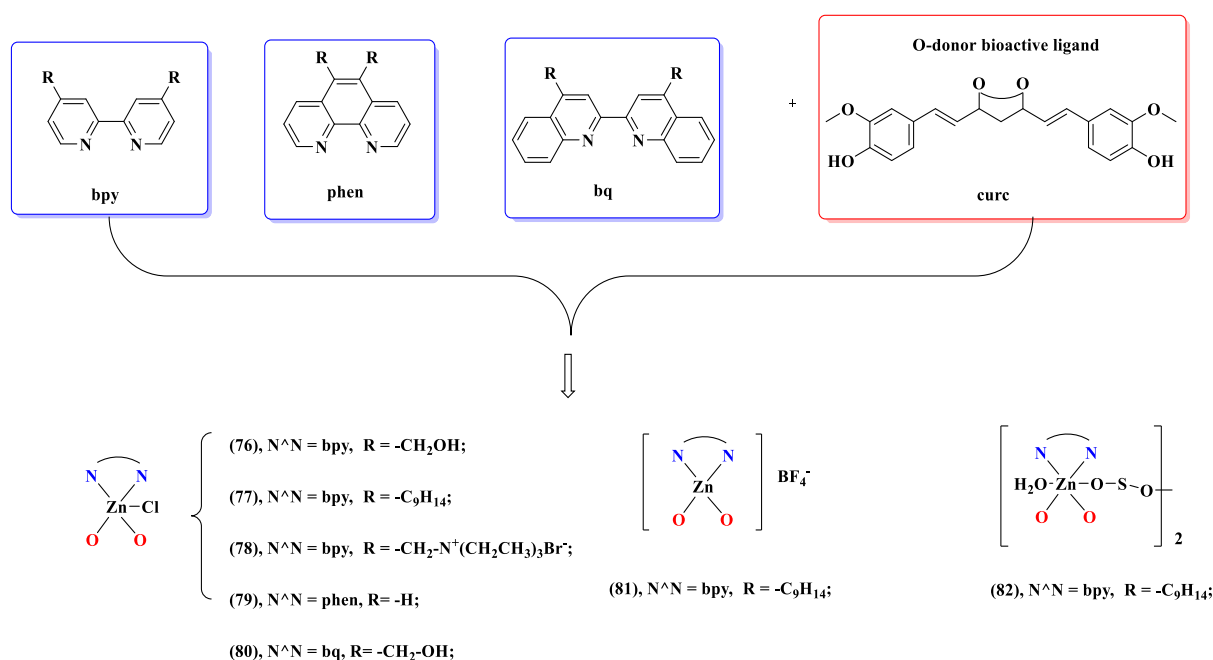 R R
N N
bpy
R R
N N
phen
R R
N N
bq
+
O-donor bioactive ligand
O O
O O
HO OH
curc
N N
Zn Cl
O O
(76), N^N = bpy, R = -CH₂OH;
(77), N^N = bpy, R = -C₉H₁₄;
(78), N^N = bpy, R = -CH₂-N⁺(CH₂CH₃)₃Br⁻;
(79), N^N = phen, R= -H;
(80), N^N = bq, R= -CH₂-OH;
N N
Zn
O O
BF₄⁻
(81), N^N = bpy, R = -C₉H₁₄;
N N
H₂O Zn O S O
O O
2
(82), N^N = bpy, R = -C₉H₁₄;